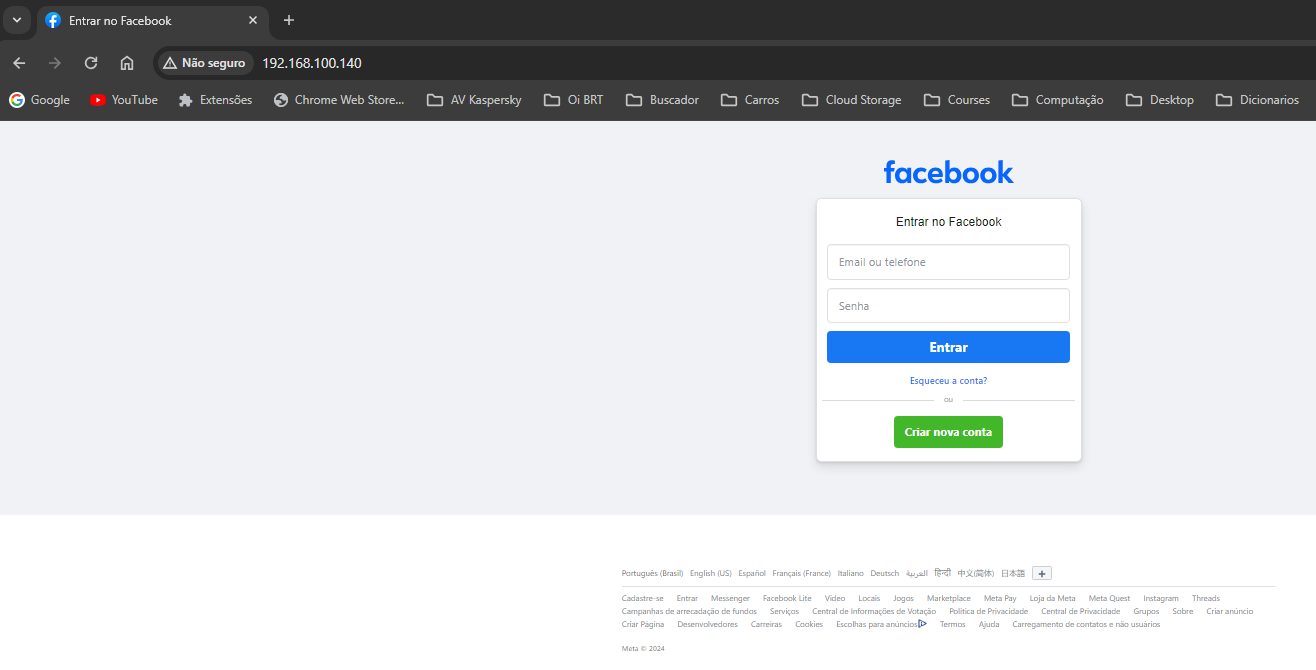 Entrar no Facebook
Não seguro 192.168.100.140
Google YouTube Extensões Chrome Web Store... AV Kaspersky Oi BRT Buscador Carros Cloud Storage Courses Computação Desktop Dicionarios
facebook
Entrar no Facebook
Email ou telefone
Senha
Entrar
Esqueceu a conta?
ou
Criar nova conta
Português (Brasil) English (US) Español Français (France) Italiano Deutsch العربية हिन्दी 中文(简体) 日本語 +
Cadastre-se Entrar Messenger Facebook Lite Vídeo Locais Jogos Marketplace Meta Pay Loja da Meta Meta Quest Instagram Threads
Campanhas de arrecadação de fundos Serviços Central de Informações de Votação Política de Privacidade Central de Privacidade Grupos Sobre Criar anúncio
Criar Página Desenvolvedores Carreiras Cookies Escolhas para anúncios Termos Ajuda Carregamento de contatos e não usuários
Meta © 2024